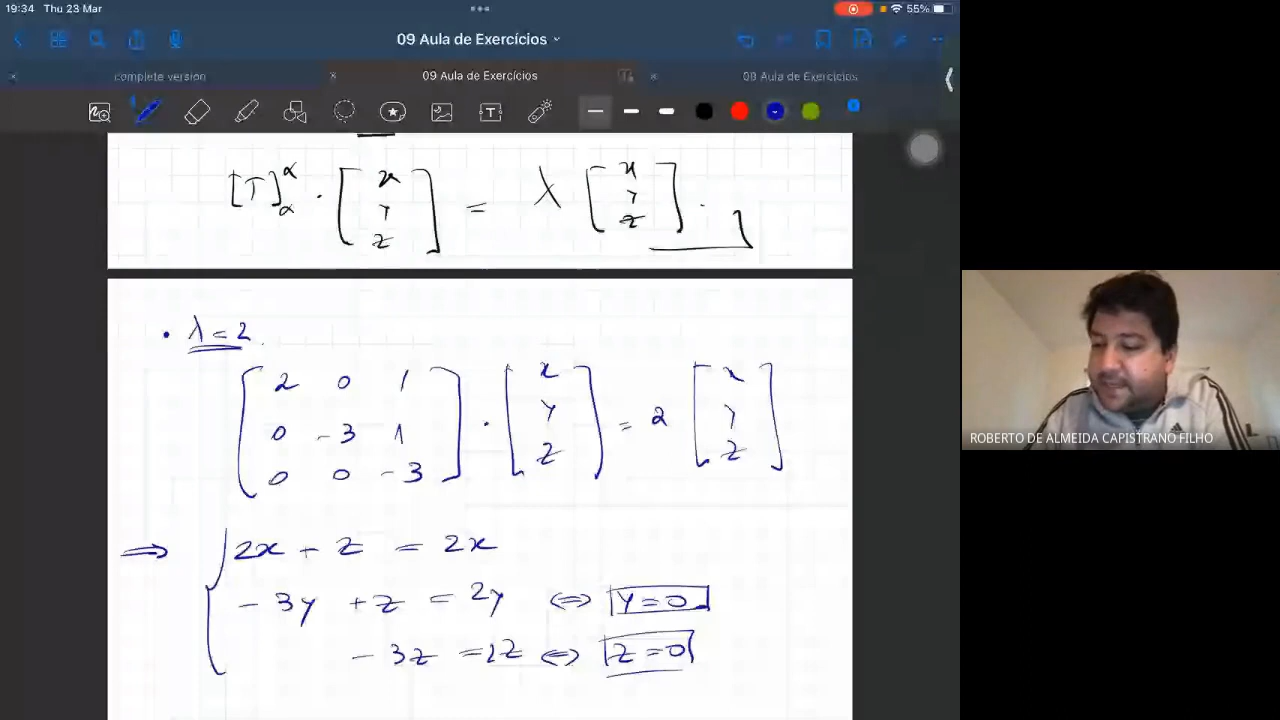 19:34 Thu 23 Mar
55%
09 Aula de Exercícios
complete version
09 Aula de Exercícios
08 Aula de Exercícios
[T]α α · [x y z] = λ [x y z] .
• λ = 2
[2 0 1] [x] [x]
[0 -3 1] · [y] = 2 [y]
[0 0 -3] [z] [z]
⇒ { 2x + z = 2x
- 3y + z = 2y ⇔ y = 0
- 3z = 2z ⇔ z = 0
ROBERTO DE ALMEIDA CAPISTRANO FILHO